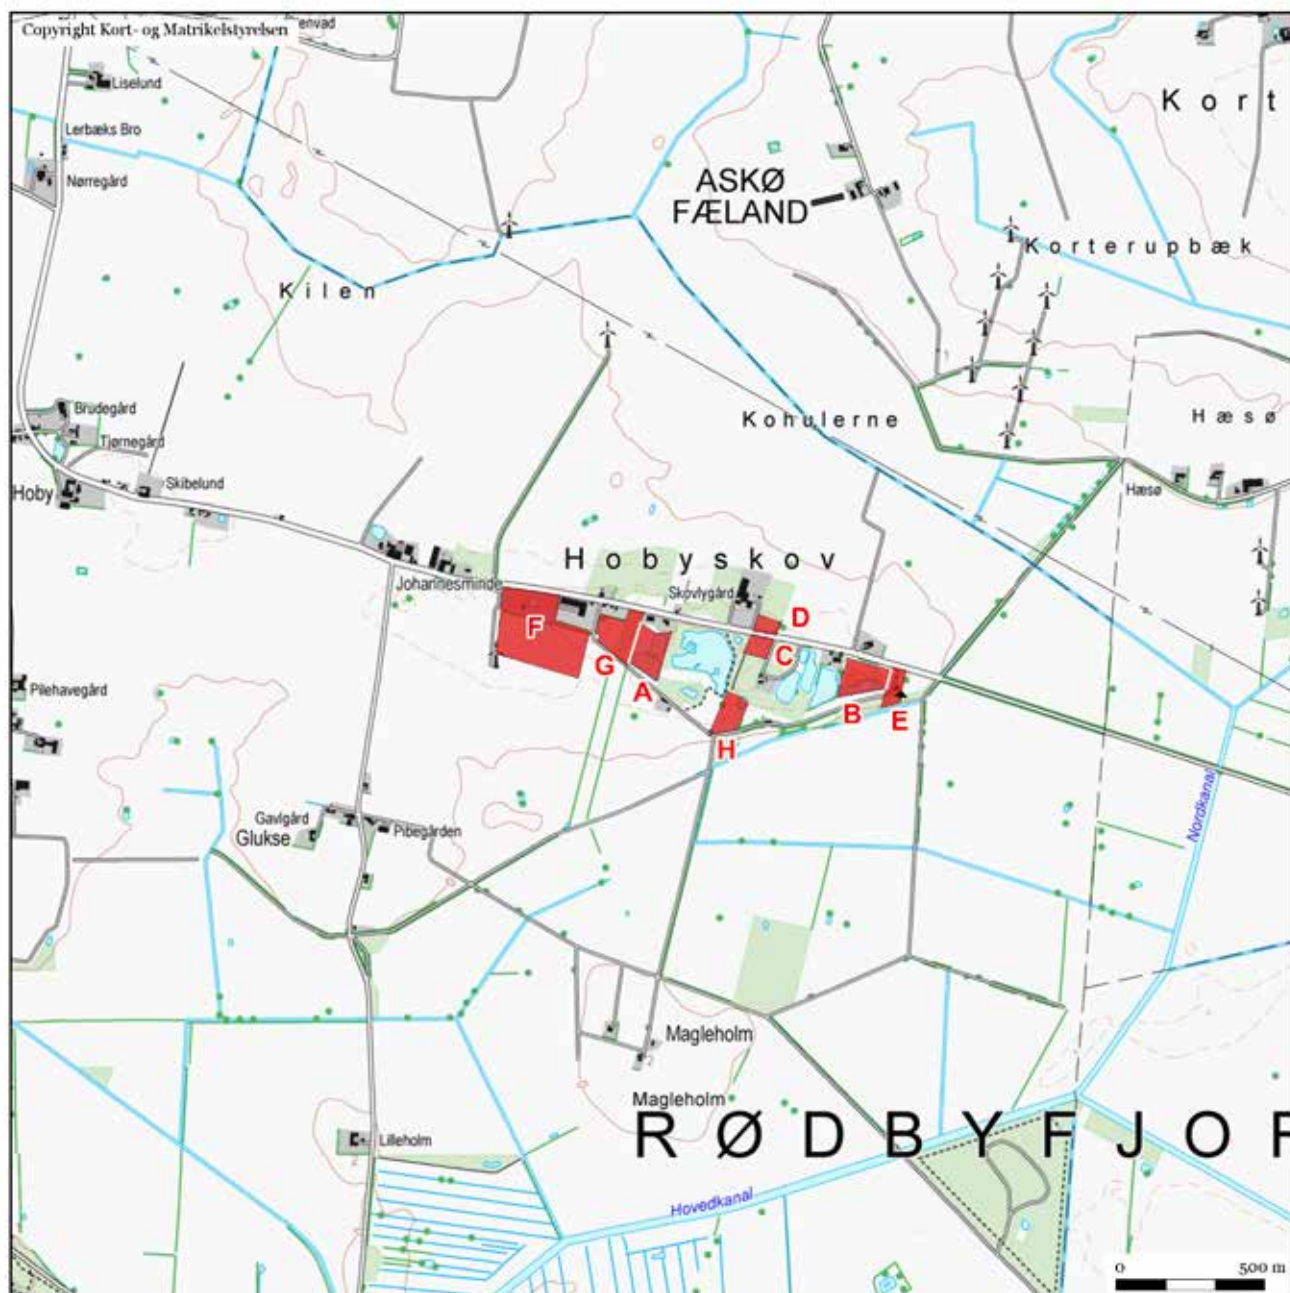 Copyright Kort- og Matrikelstyrelsen
envad
Liselund
Kort
Lerbæks Bro
Nørregård
ASKØ
FÆLAND
Korterupbæk
Kilen
Kohulerne
Brudegård
Hæsø
Tjørnegård
Skibelund
Hoby
Hæsø
Hobyskov
Johannesminde
Skovlygård
D
F
C
G
A
Pilehavegård
B
E
H
Nordkanal
Gavlgård
Glukse
Pibegården
Magleholm
Magleholm
RØDBYFJOR
Lilleholm
Hovedkanal
0 500 m